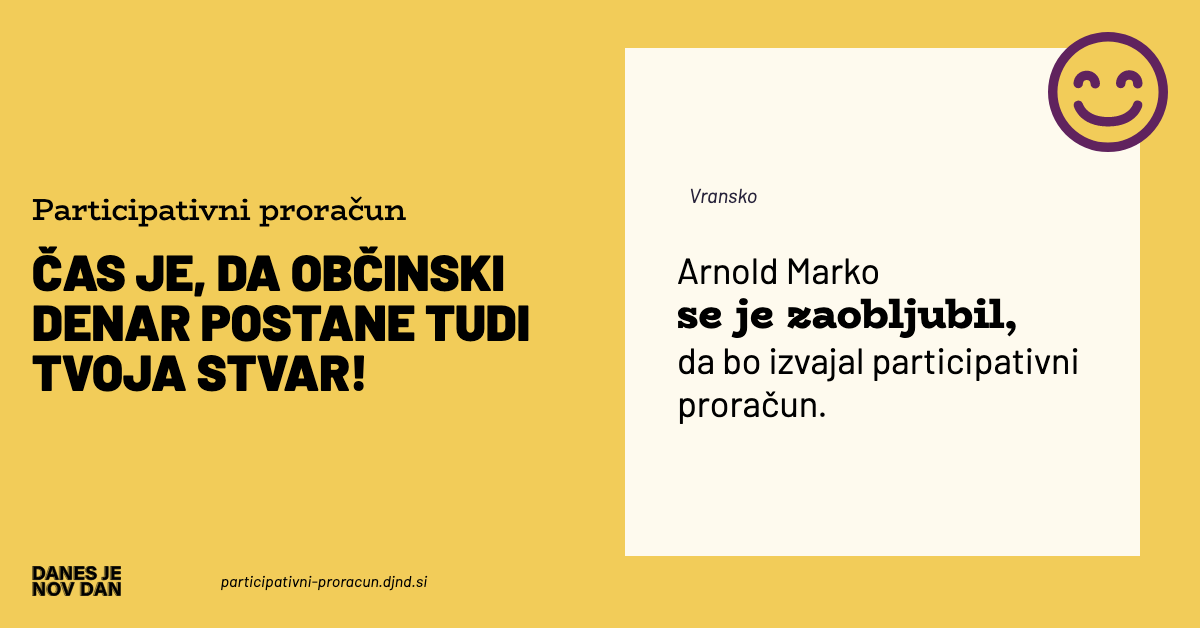 Participativni proračun
ČAS JE, DA OBČINSKI
DENAR POSTANE TUDI
TVOJA STVAR!
DANES JE
NOV DAN
participativni-proracun.djnd.si
Vransko
Arnold Marko
se je zaobljubil,
da bo izvajal participativni
proračun.